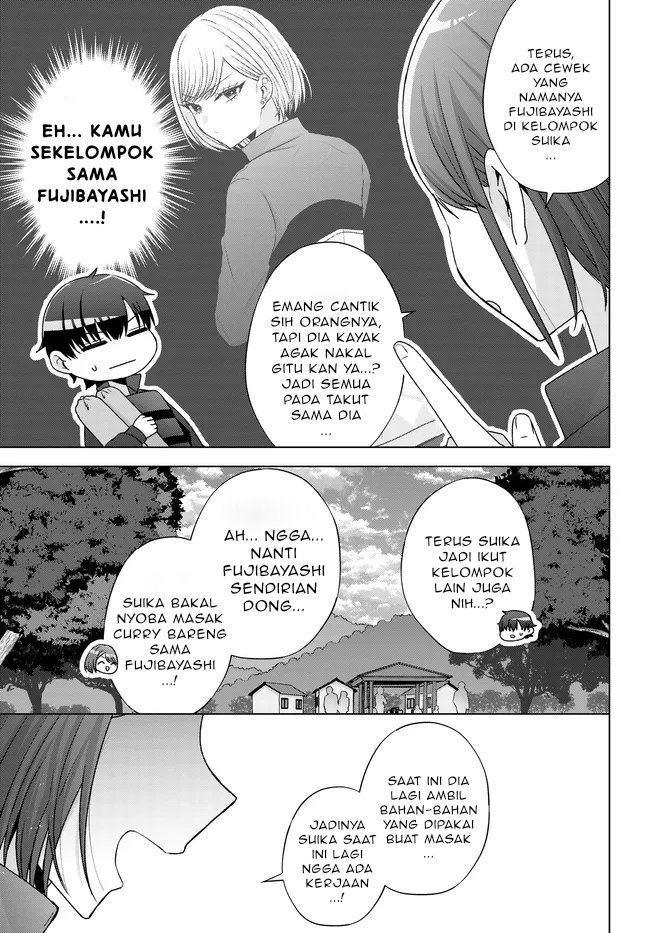 TERUS,
ADA CEWEK
YANG
NAMANYA
FUJIBAYASHI
DI KELOMPOK
SUIKA
...
EH... KAMU
SEKELOMPOK
SAMA
FUJIBAYASHI
....!
EMANG CANTIK
SIH ORANGNYA,
TAPI DIA KAYAK
AGAK NAKAL
GITU KAN YA...?
JADI SEMUA
PADA TAKUT
SAMA DIA
...
TERUS SUIKA
JADI IKUT
KELOMPOK
LAIN JUGA
NIH...?
AH... NGGA...
NANTI
FUJIBAYASHI
SENDIRIAN
DONG...
SUIKA BAKAL
NYOBA MASAK
CURRY BARENG
SAMA
FUJIBAYASHI
...!
SAAT INI DIA
LAGI AMBIL
BAHAN-BAHAN
YANG DIPAKAI
BUAT MASAK
...
JADINYA
SUIKA SAAT
INI LAGI
NGGA ADA
KERJAAN
...!